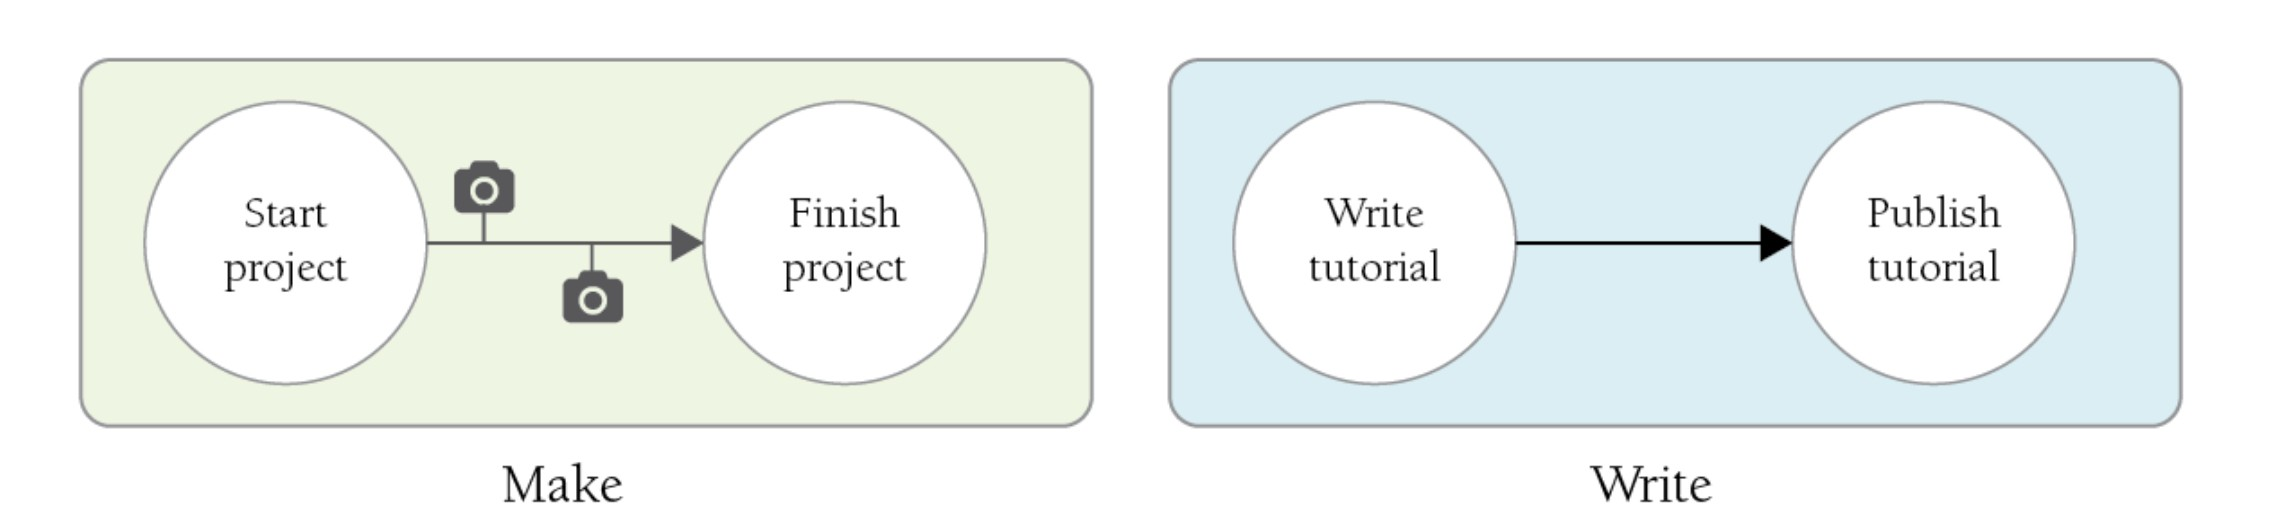 Start
project
Finish
project
Write
tutorial
Publish
tutorial
Make
Write